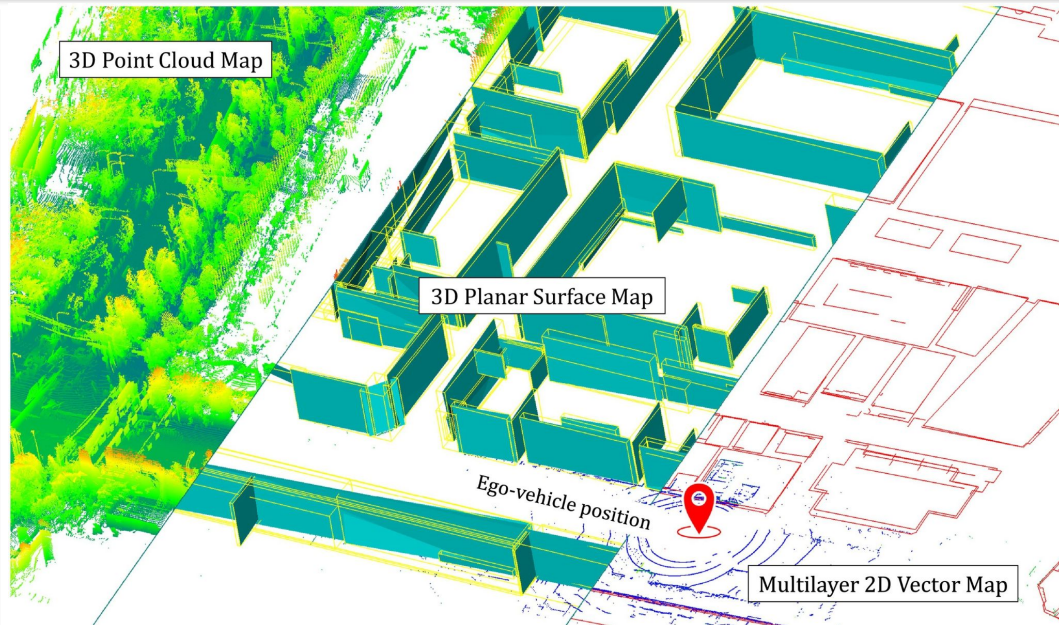 3D Point Cloud Map
3D Planar Surface Map
Ego-vehicle position
Multilayer 2D Vector Map